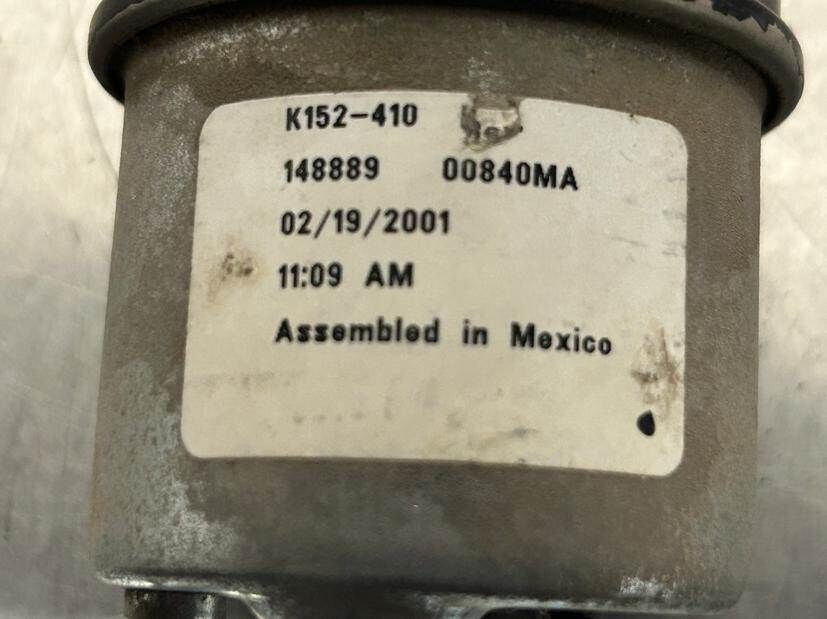 K152-410
148889 00840MA
02/19/2001
11:09 AM
Assembled in Mexico